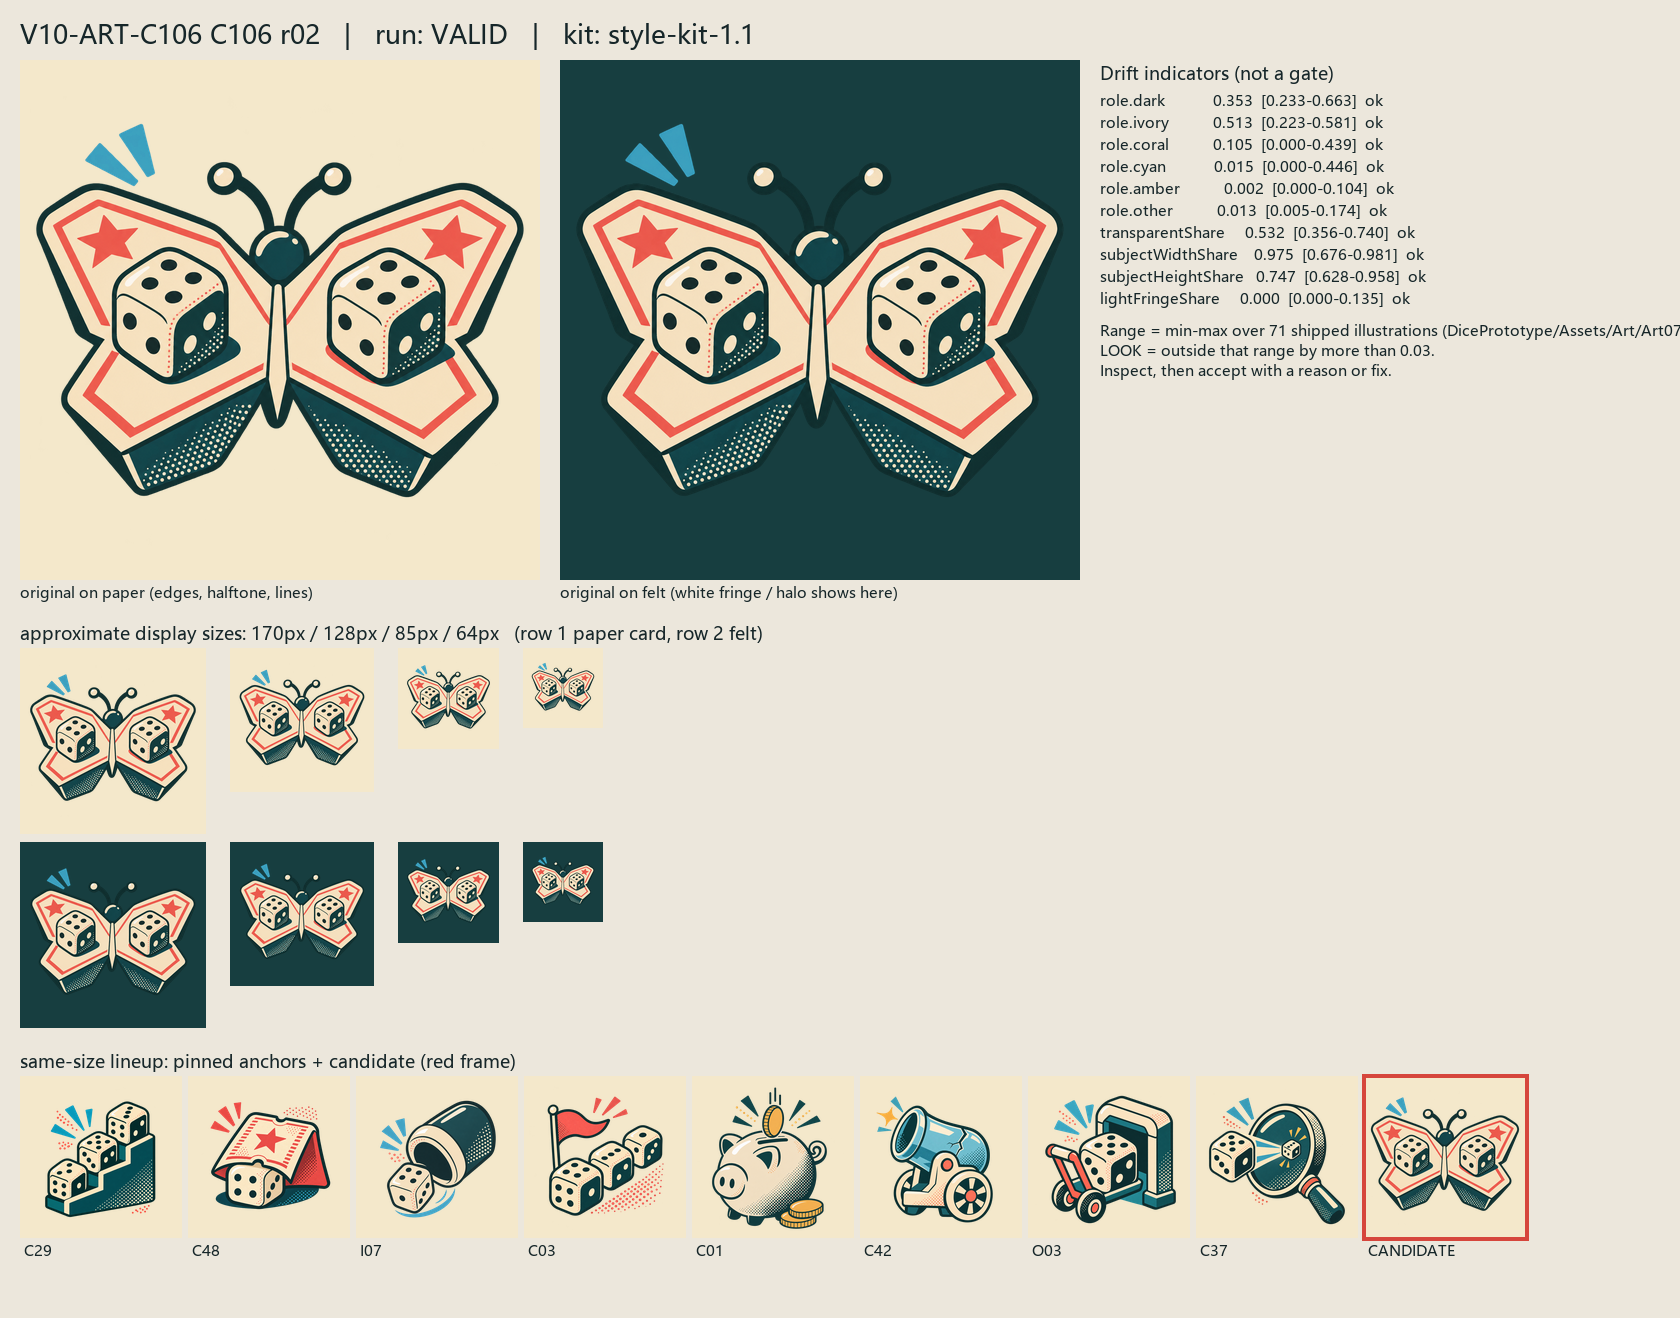 V10-ART-C106 C106 r02 | run: VALID | kit: style-kit-1.1
Drift indicators (not a gate)
role.dark 0.353 [0.233-0.663] ok
role.ivory 0.513 [0.223-0.581] ok
role.coral 0.105 [0.000-0.439] ok
role.cyan 0.015 [0.000-0.446] ok
role.amber 0.002 [0.000-0.104] ok
role.other 0.013 [0.005-0.174] ok
transparentShare 0.532 [0.356-0.740] ok
subjectWidthShare 0.975 [0.676-0.981] ok
subjectHeightShare 0.747 [0.628-0.958] ok
lightFringeShare 0.000 [0.000-0.135] ok
Range = min-max over 71 shipped illustrations (DicePrototype/Assets/Art/Art07
LOOK = outside that range by more than 0.03.
Inspect, then accept with a reason or fix.
original on paper (edges, halftone, lines)
original on felt (white fringe / halo shows here)
approximate display sizes: 170px / 128px / 85px / 64px (row 1 paper card, row 2 felt)
same-size lineup: pinned anchors + candidate (red frame)
C29
C48
I07
C03
C01
C42
O03
C37
CANDIDATE